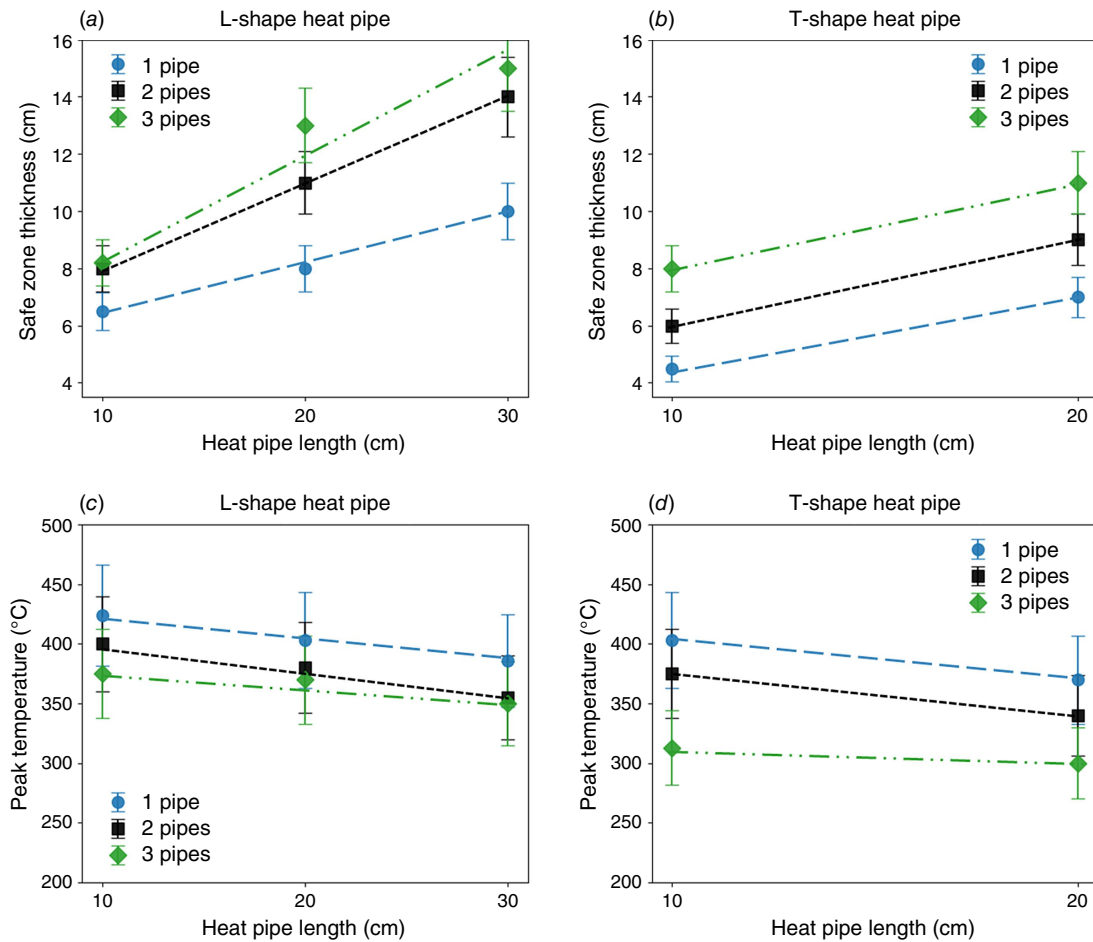 (a) L-shape heat pipe
16
14
12
10
8
6
4
Safe zone thickness (cm)
1 pipe
2 pipes
3 pipes
10 20 30
Heat pipe length (cm)
(b) T-shape heat pipe
16
14
12
10
8
6
4
Safe zone thickness (cm)
1 pipe
2 pipes
3 pipes
10 20
Heat pipe length (cm)
(c) L-shape heat pipe
500
450
400
350
300
250
200
Peak temperature (°C)
1 pipe
2 pipes
3 pipes
10 20 30
Heat pipe length (cm)
(d) T-shape heat pipe
500
450
400
350
300
250
200
Peak temperature (°C)
1 pipe
2 pipes
3 pipes
10 20
Heat pipe length (cm)